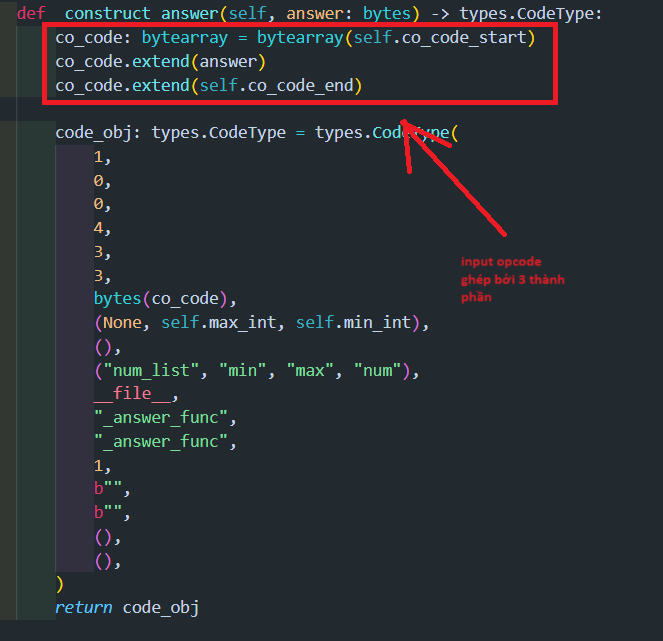 def _construct_answer(self, answer: bytes) -> types.CodeType:
    co_code: bytearray = bytearray(self.co_code_start)
    co_code.extend(answer)
    co_code.extend(self.co_code_end)
    code_obj: types.CodeType = types.CodeType(
        1,
        0,
        0,
        4,
        3,
        3,
        bytes(co_code),
        (None, self.max_int, self.min_int),
        (),
        ("num_list", "min", "max", "num"),
        __file__,
        "_answer_func",
        "_answer_func",
        1,
        b"",
        b"",
        (),
        (),
    )
    return code_obj
input opcode
ghép bởi 3 thành
phần